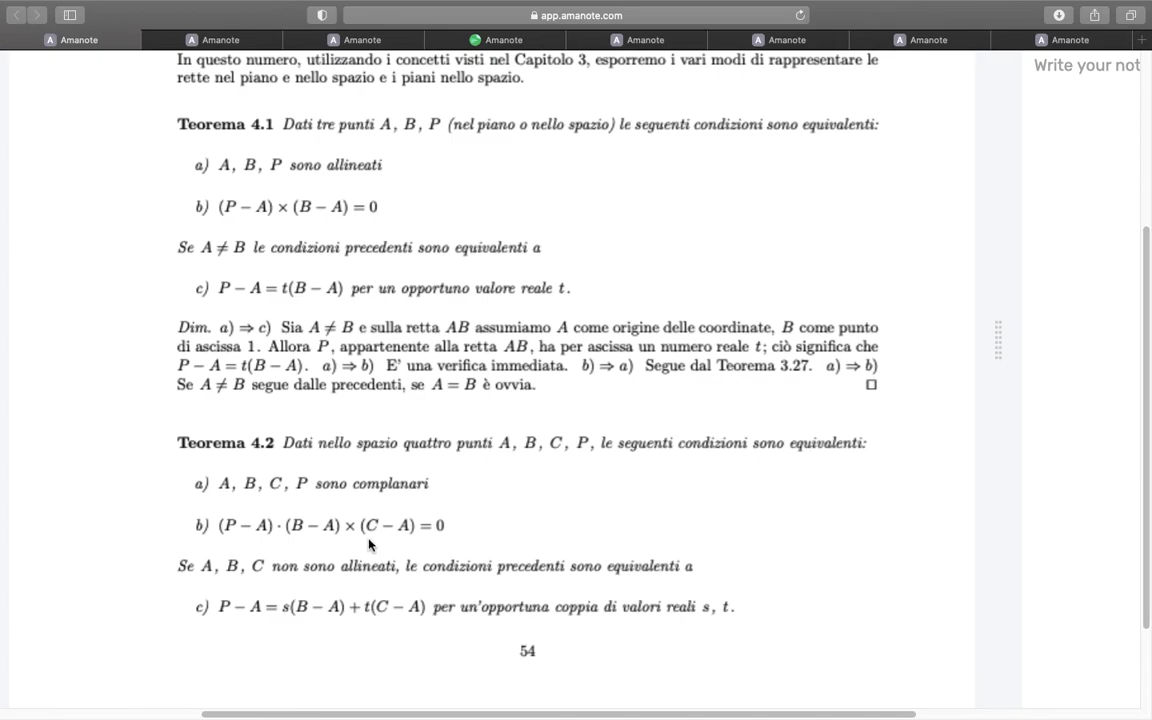 app.amanote.com
Amanote Amanote Amanote Amanote Amanote Amanote Amanote Amanote
In questo numero, utilizzando i concetti visti nel Capitolo 3, esporremo i vari modi di rappresentare le
rette nel piano e nello spazio e i piani nello spazio.
Write your not
Teorema 4.1 Dati tre punti A, B, P (nel piano o nello spazio) le seguenti condizioni sono equivalenti:
a) A, B, P sono allineati
b) (P − A) × (B − A) = 0
Se A ≠ B le condizioni precedenti sono equivalenti a
c) P − A = t(B − A) per un opportuno valore reale t.
Dim. a) ⇒ c) Sia A ≠ B e sulla retta AB assumiamo A come origine delle coordinate, B come punto
di ascissa 1. Allora P, appartenente alla retta AB, ha per ascissa un numero reale t; ciò significa che
P − A = t(B − A). a) ⇒ b) E' una verifica immediata. b) ⇒ a) Segue dal Teorema 3.27. a) ⇒ b)
Se A ≠ B segue dalle precedenti, se A = B è ovvia. □
Teorema 4.2 Dati nello spazio quattro punti A, B, C, P, le seguenti condizioni sono equivalenti:
a) A, B, C, P sono complanari
b) (P − A) · (B − A) × (C − A) = 0
Se A, B, C non sono allineati, le condizioni precedenti sono equivalenti a
c) P − A = s(B − A) + t(C − A) per un'opportuna coppia di valori reali s, t.
54